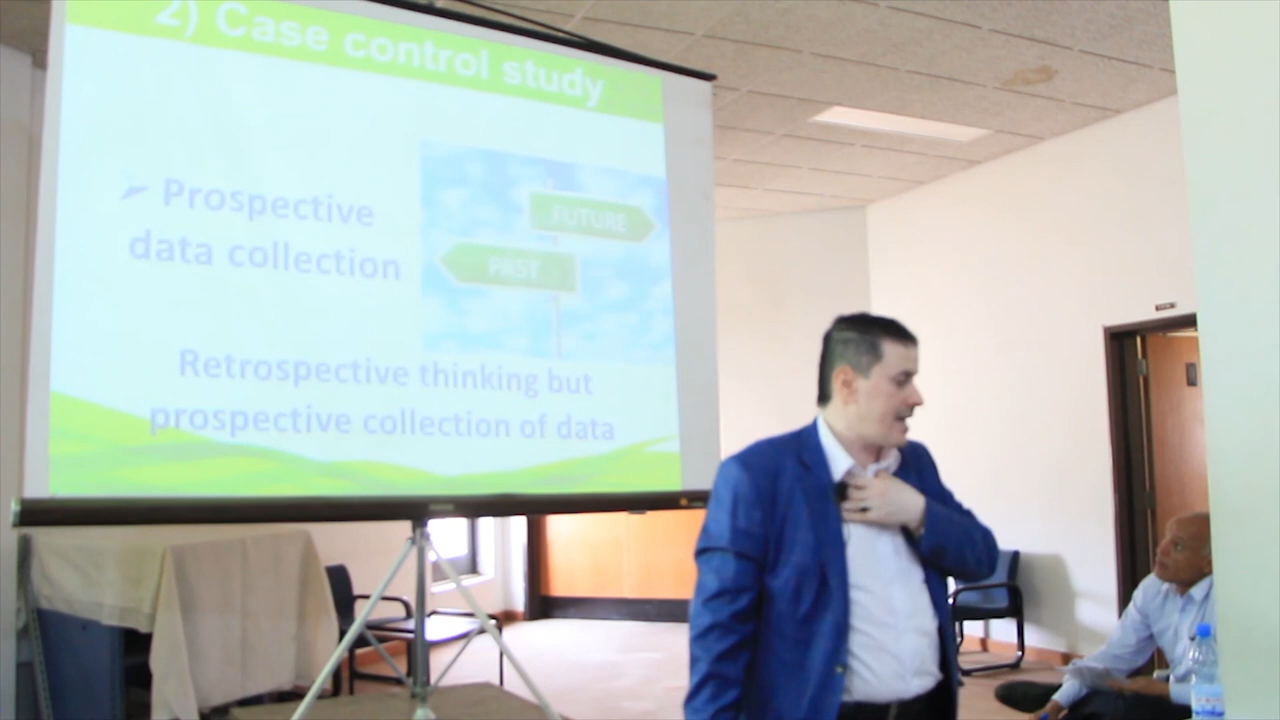 2) Case control study
Prospective
data collection
FUTURE
PAST
Retrospective thinking but
prospective collection of data